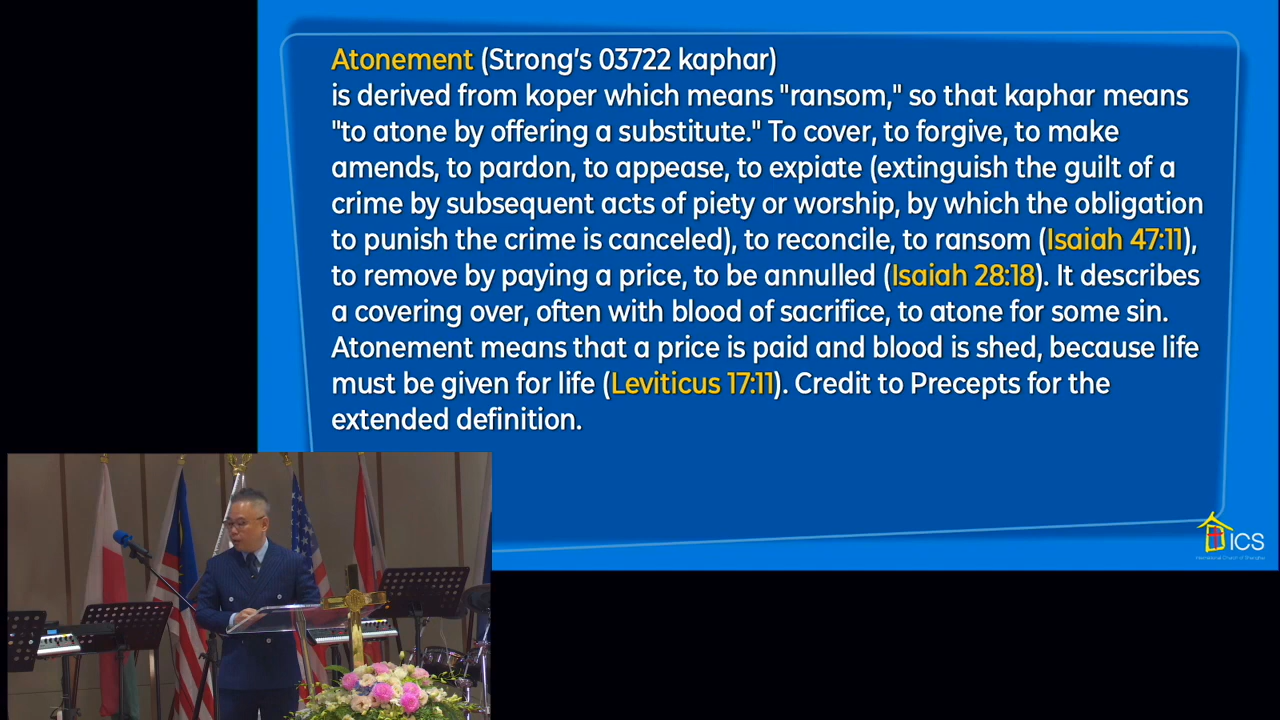 Atonement (Strong's 03722 kaphar)
is derived from koper which means "ransom," so that kaphar means
"to atone by offering a substitute." To cover, to forgive, to make
amends, to pardon, to appease, to expiate (extinguish the guilt of a
crime by subsequent acts of piety or worship, by which the obligation
to punish the crime is canceled), to reconcile, to ransom (Isaiah 47:11),
to remove by paying a price, to be annulled (Isaiah 28:18). It describes
a covering over, often with blood of sacrifice, to atone for some sin.
Atonement means that a price is paid and blood is shed, because life
must be given for life (Leviticus 17:11). Credit to Precepts for the
extended definition.
ICS
International Church of Shanghai